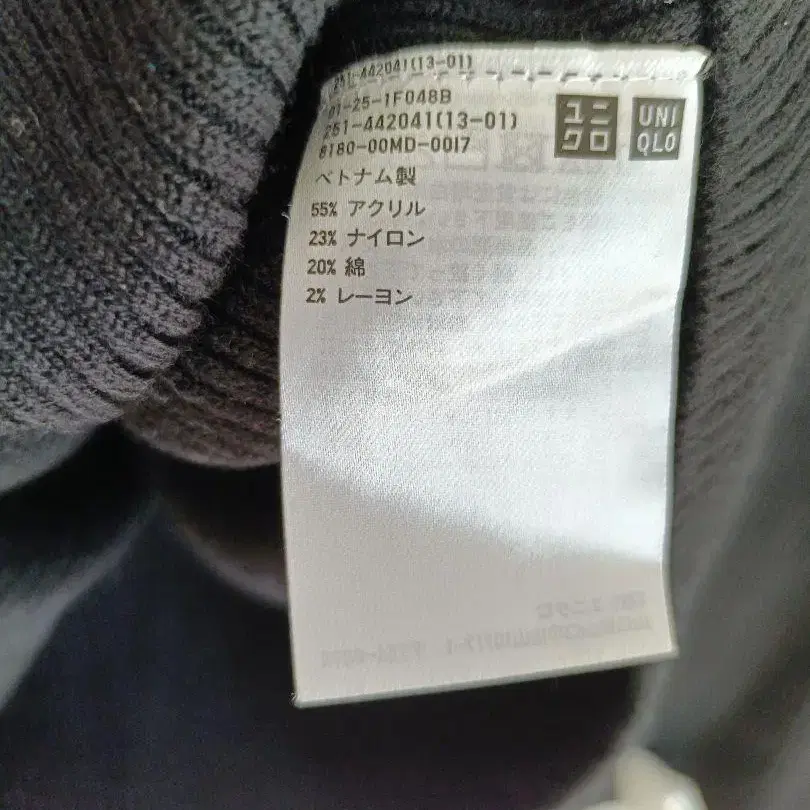 251-442041(13-01)
01-25-1F048B
251-442041(13-01)
8180-00MD-0017
ベトナム製
55% アクリル
23% ナイロン
20% 綿
2% レーヨン
ユニ
クロ
UNI
QLO